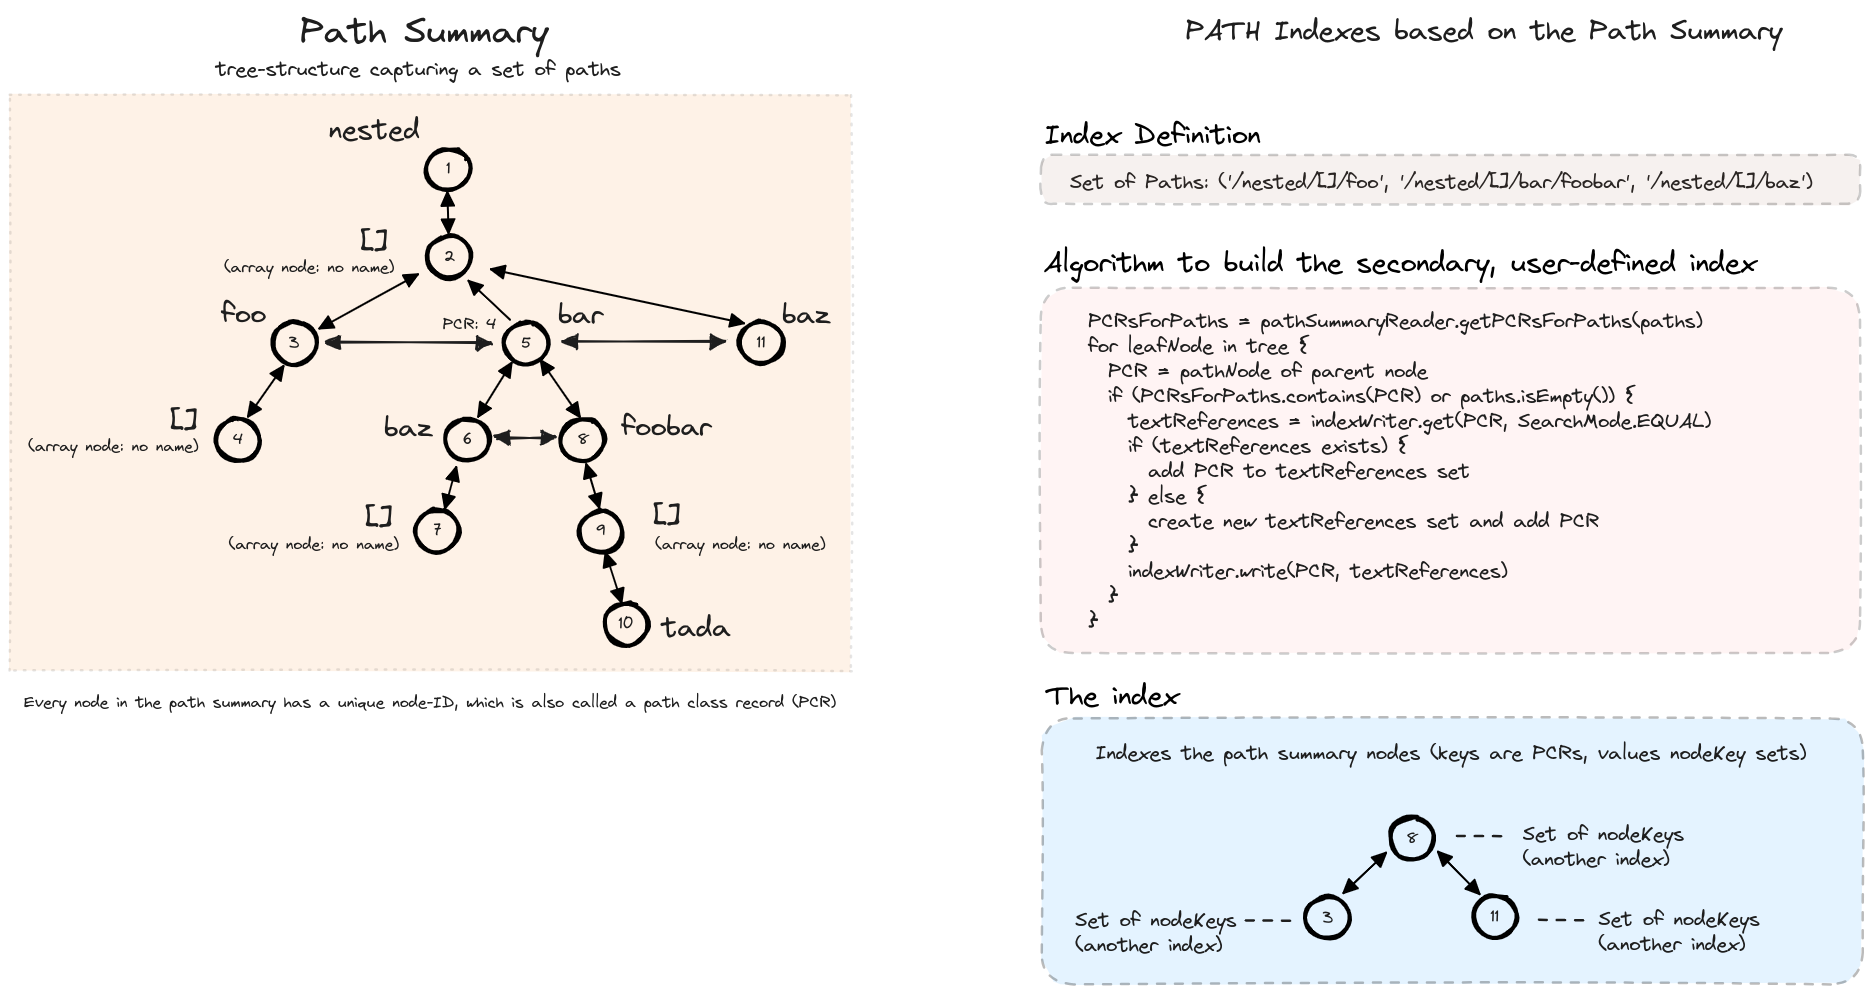 Path Summary
tree-structure capturing a set of paths
nested
1
[]
(array node: no name)
2
foo
PCR: 4
bar
baz
3
5
11
[]
(array node: no name)
4
baz
6
8
foobar
[]
(array node: no name)
7
9
[]
(array node: no name)
10
tada
Every node in the path summary has a unique node-ID, which is also called a path class record (PCR)
PATH Indexes based on the Path Summary
Index Definition
Set of Paths: ('/nested/[]/foo', '/nested/[]/bar/foobar', '/nested/[]/baz')
Algorithm to build the secondary, user-defined index
PCRsForPaths = pathSummaryReader.getPCRsForPaths(paths)
for leafNode in tree {
PCR = pathNode of parent node
if (PCRsForPaths.contains(PCR) or paths.isEmpty()) {
textReferences = indexWriter.get(PCR, SearchMode.EQUAL)
if (textReferences exists) {
add PCR to textReferences set
} else {
create new textReferences set and add PCR
}
indexWriter.write(PCR, textReferences)
}
}
The index
Indexes the path summary nodes (keys are PCRs, values nodeKey sets)
8
Set of nodeKeys
(another index)
Set of nodeKeys
(another index)
3
11
Set of nodeKeys
(another index)